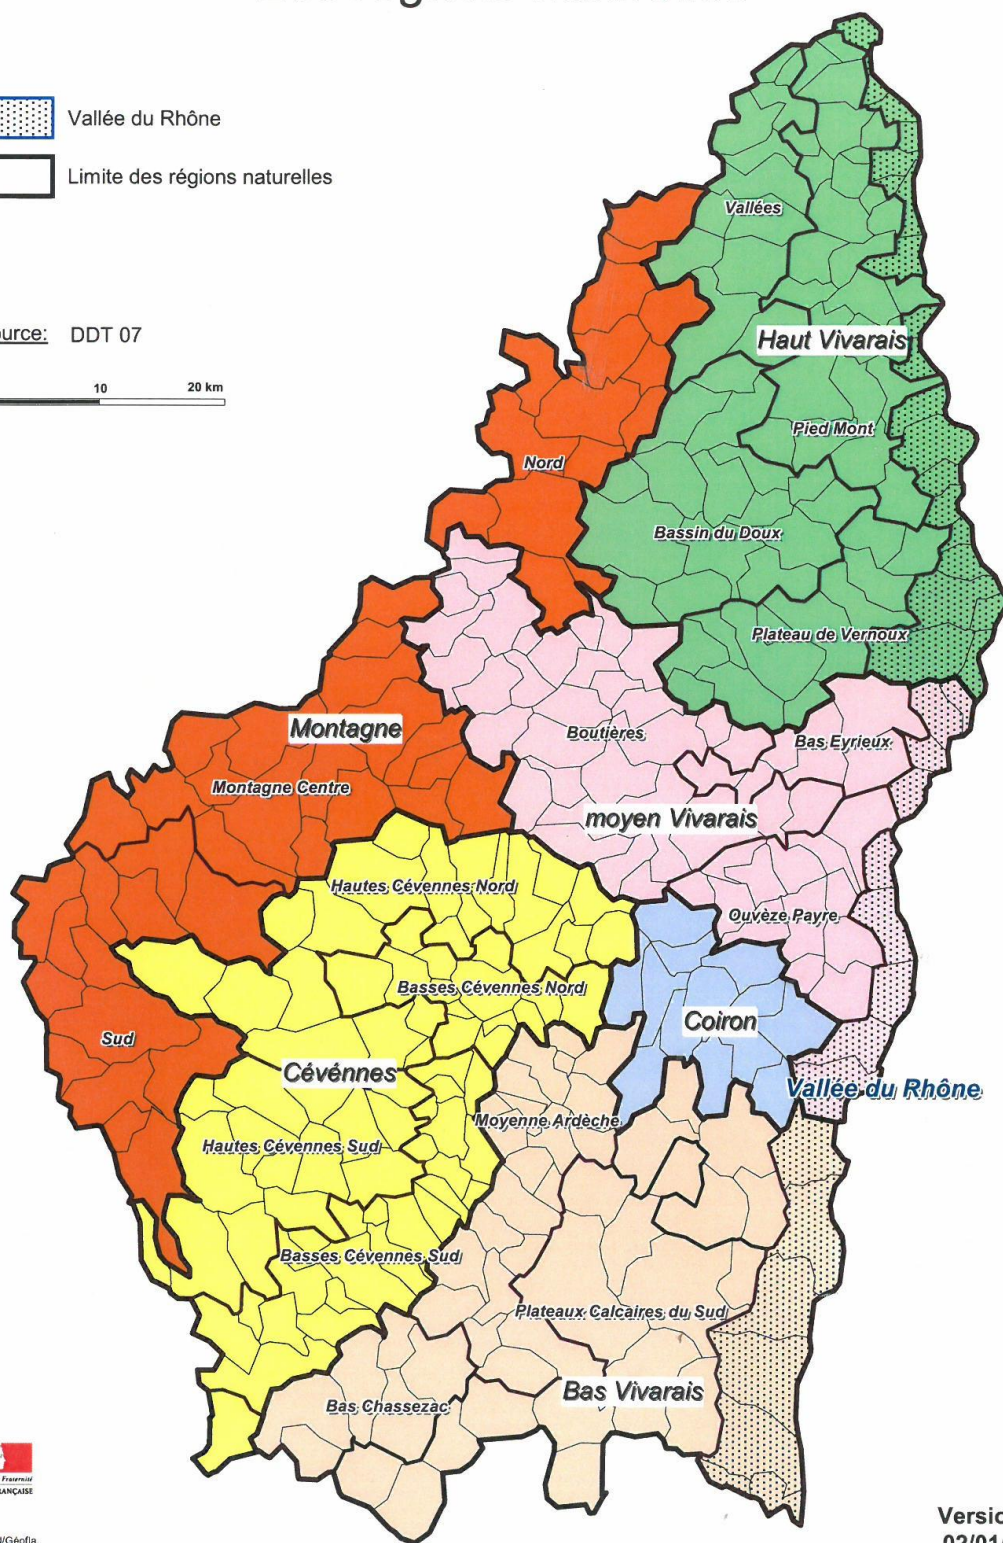 Vallée du Rhône
Limite des régions naturelles
DDT 07
10 20 km
Vallées
Haut Vivarais
Pied Mont
Nord
Bassin du Doux
Plateau de Vernoux
Montagne
Boutières
Bas Eyrieux
Montagne Centre
moyen Vivarais
Hautes Cévennes Nord
Ouvèze Payre
Basses Cévennes Nord
Coiron
Sud
Cévénnes
Vallée du Rhône
Moyenne Ardèche
Hautes Cévennes Sud
Basses Cévennes Sud
Plateaux Calcaires du Sud
Bas Vivarais
Bas Chassezac
Fraternité